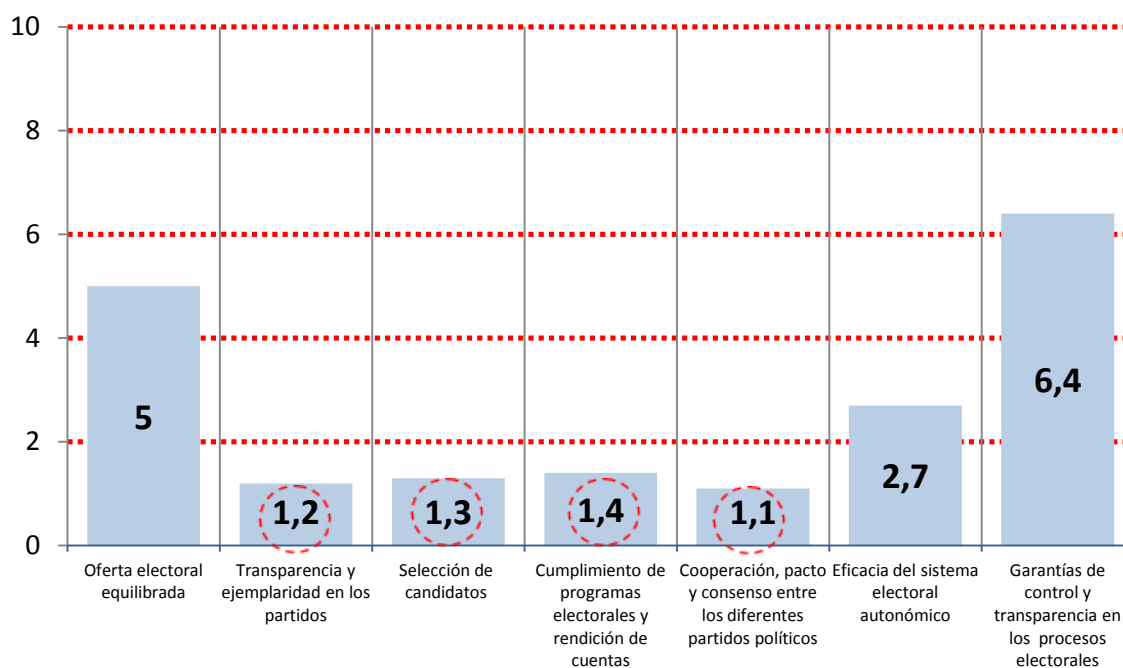 10
8
6
4
2
0
5
1,2
1,3
1,4
1,1
2,7
6,4
Oferta electoral
equilibrada
Transparencia y
ejemplaridad en los
partidos
Selección de
candidatos
Cumplimiento de
programas
electorales y
rendición de
cuentas
Cooperación, pacto
y consenso entre
los diferentes
partidos políticos
Eficacia del sistema
electoral
autonómico
Garantías de
control y
transparencia en
los procesos
electorales